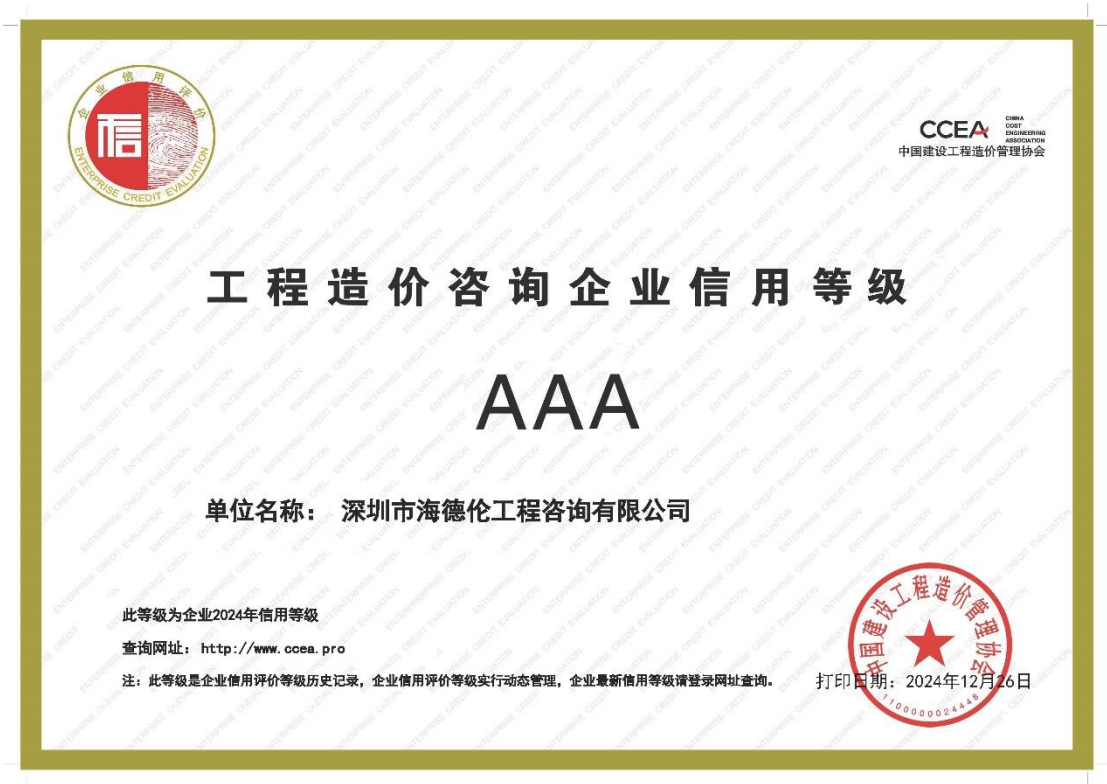 企业信用评价
信
ENTERPRISE CREDIT EVALUATION
CCEA
CHINA
COST
ENGINEERING
ASSOCIATION
中国建设工程造价管理协会
工程造价咨询企业信用等级
AAA
单位名称： 深圳市海德伦工程咨询有限公司
此等级为企业2024年信用等级
查询网址：http://www.ccea.pro
注：此等级是企业信用评价等级历史记录，企业信用评价等级实行动态管理，企业最新信用等级请登录网址查询。
打印日期：2024年12月26日
中国建设工程造价管理协会
1100000024448